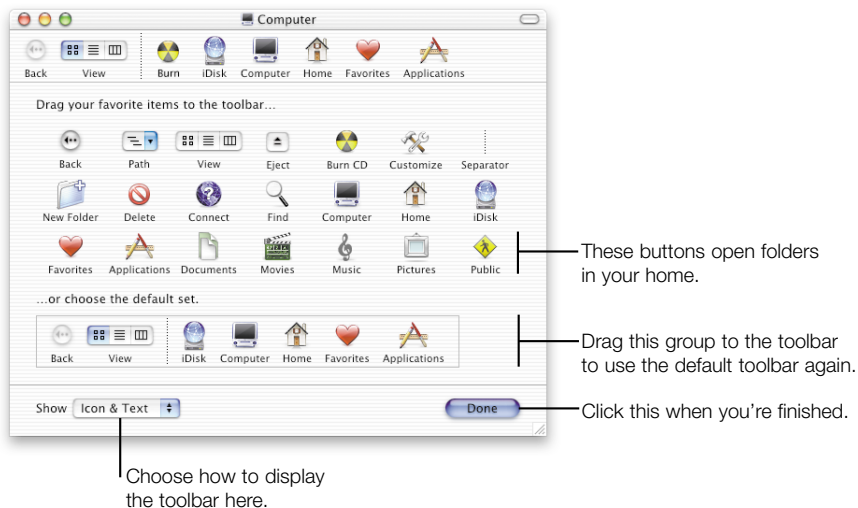 Computer
Back View Burn iDisk Computer Home Favorites Applications
Drag your favorite items to the toolbar...
Back Path View Eject Burn CD Customize Separator
New Folder Delete Connect Find Computer Home iDisk
Favorites Applications Documents Movies Music Pictures Public
These buttons open folders
in your home.
...or choose the default set.
Back View iDisk Computer Home Favorites Applications
Drag this group to the toolbar
to use the default toolbar again.
Show Icon & Text Done
Click this when you're finished.
Choose how to display
the toolbar here.